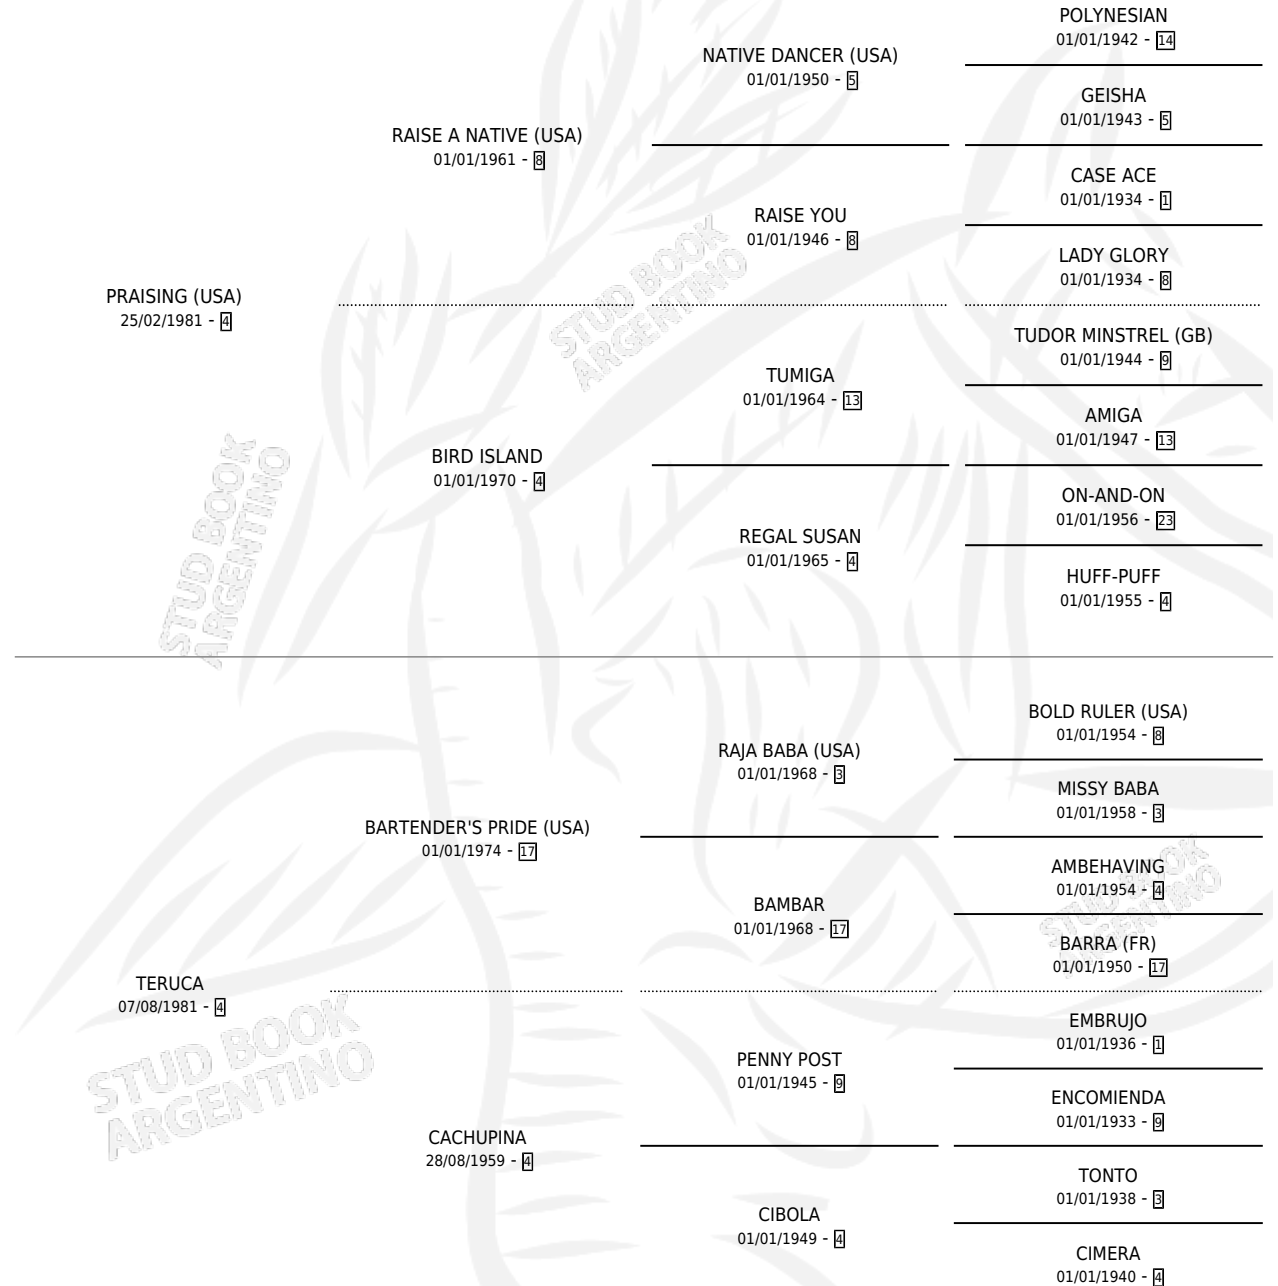 POLYNESIAN
01/01/1942 - 14
NATIVE DANCER (USA)
01/01/1950 - 5
GEISHA
01/01/1943 - 5
RAISE A NATIVE (USA)
01/01/1961 - 8
CASE ACE
01/01/1934 - 1
RAISE YOU
01/01/1946 - 8
LADY GLORY
01/01/1934 - 8
PRAISING (USA)
25/02/1981 - 4
TUDOR MINSTREL (GB)
01/01/1944 - 9
TUMIGA
01/01/1964 - 13
AMIGA
01/01/1947 - 13
BIRD ISLAND
01/01/1970 - 4
ON-AND-ON
01/01/1956 - 23
REGAL SUSAN
01/01/1965 - 4
HUFF-PUFF
01/01/1955 - 4
BOLD RULER (USA)
01/01/1954 - 8
RAJA BABA (USA)
01/01/1968 - 3
MISSY BABA
01/01/1958 - 3
BARTENDER'S PRIDE (USA)
01/01/1974 - 17
AMBEHAVING
01/01/1954 - 4
BAMBAR
01/01/1968 - 17
BARRA (FR)
01/01/1950 - 17
TERUCA
07/08/1981 - 4
EMBRUJO
01/01/1936 - 1
PENNY POST
01/01/1945 - 9
ENCOMIENDA
01/01/1933 - 9
CACHUPINA
28/08/1959 - 4
TONTO
01/01/1938 - 3
CIBOLA
01/01/1949 - 4
CIMERA
01/01/1940 - 4
STUD BOOK
ARGENTINO
STUD BOOK
ARGENTINO
STUD BOOK
ARGENTINO
STUD BOOK
ARGENTINO